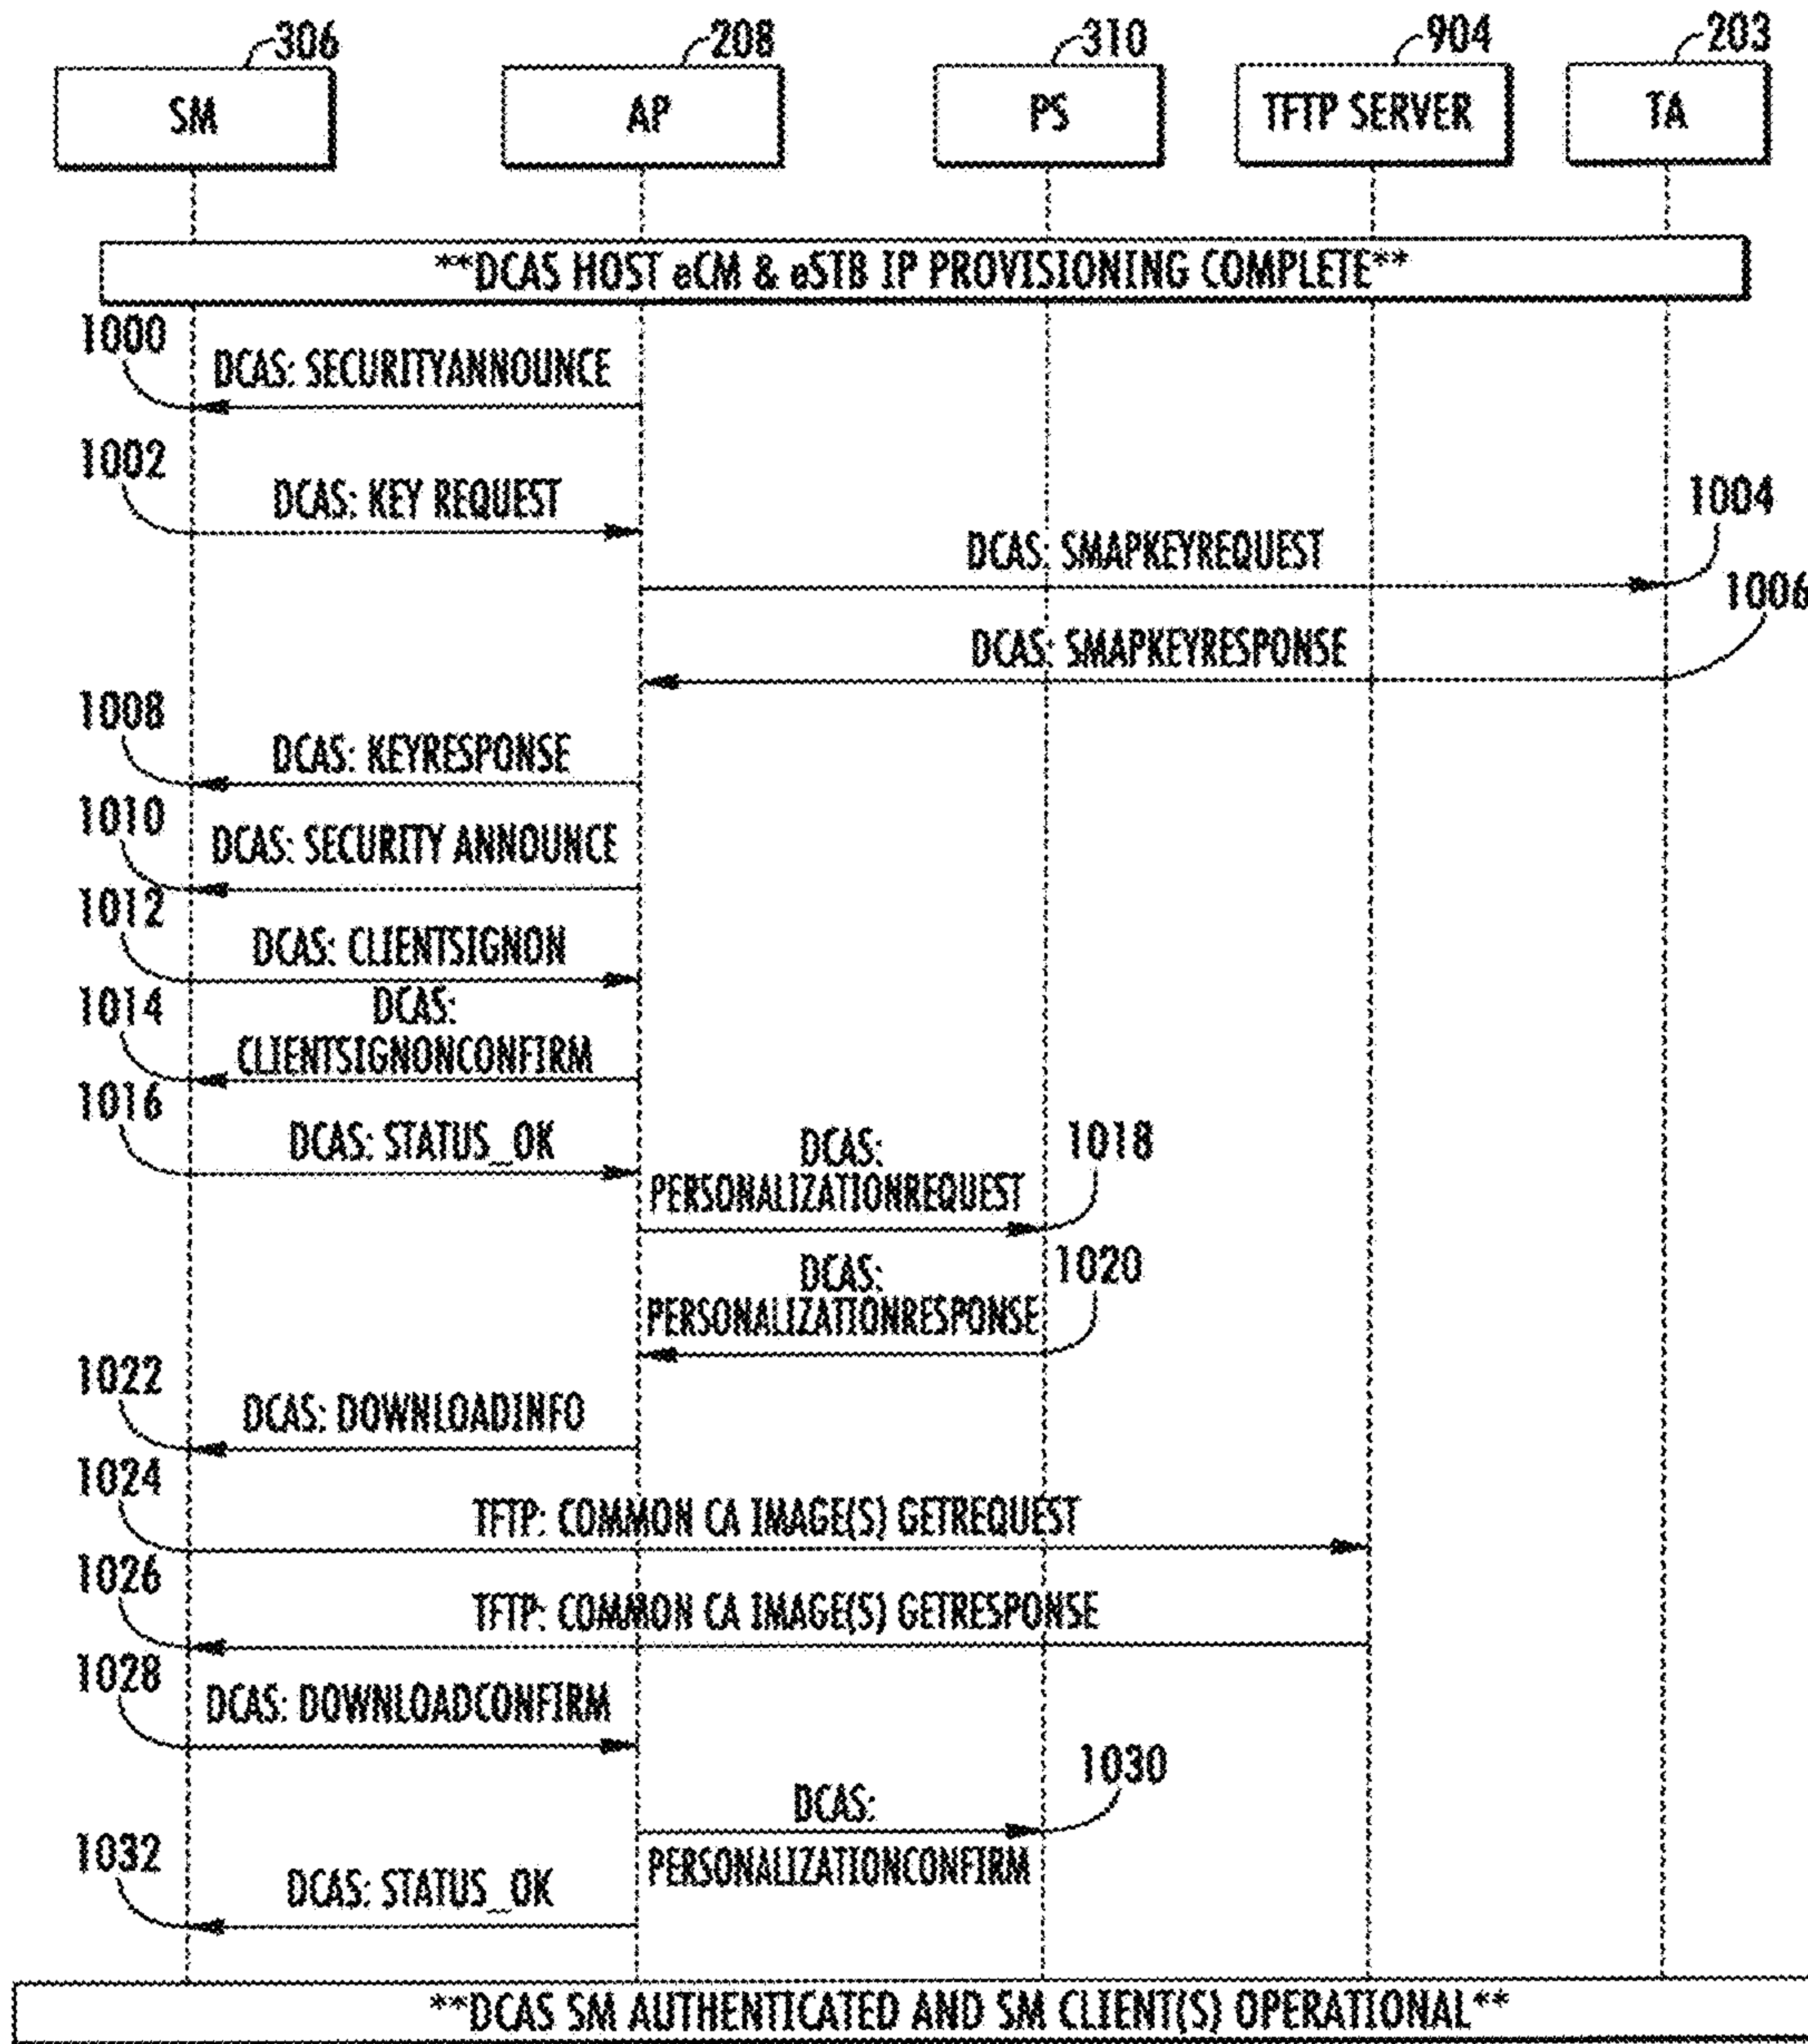 306
208
310
904
203
SM
AP
PS
TFTP SERVER
TA
**DCAS HOST eCM & eSTB IP PROVISIONING COMPLETE**
1000
DCAS: SECURITYANNOUNCE
1002
DCAS: KEY REQUEST
1004
DCAS: SMAPKEYREQUEST
1006
DCAS: SMAPKEYRESPONSE
1008
DCAS: KEYRESPONSE
1010
DCAS: SECURITY ANNOUNCE
1012
DCAS: CLIENTSIGNON
1014
DCAS:
CLIENTSIGNONCONFIRM
1016
DCAS: STATUS_OK
DCAS:
PERSONALIZATIONREQUEST
1018
DCAS:
PERSONALIZATIONRESPONSE
1020
1022
DCAS: DOWNLOADINFO
1024
TFTP: COMMON CA IMAGE(S) GETREQUEST
1026
TFTP: COMMON CA IMAGE(S) GETRESPONSE
1028
DCAS: DOWNLOADCONFIRM
1030
DCAS:
PERSONALIZATIONCONFIRM
1032
DCAS: STATUS_OK
**DCAS SM AUTHENTICATED AND SM CLIENT(S) OPERATIONAL**